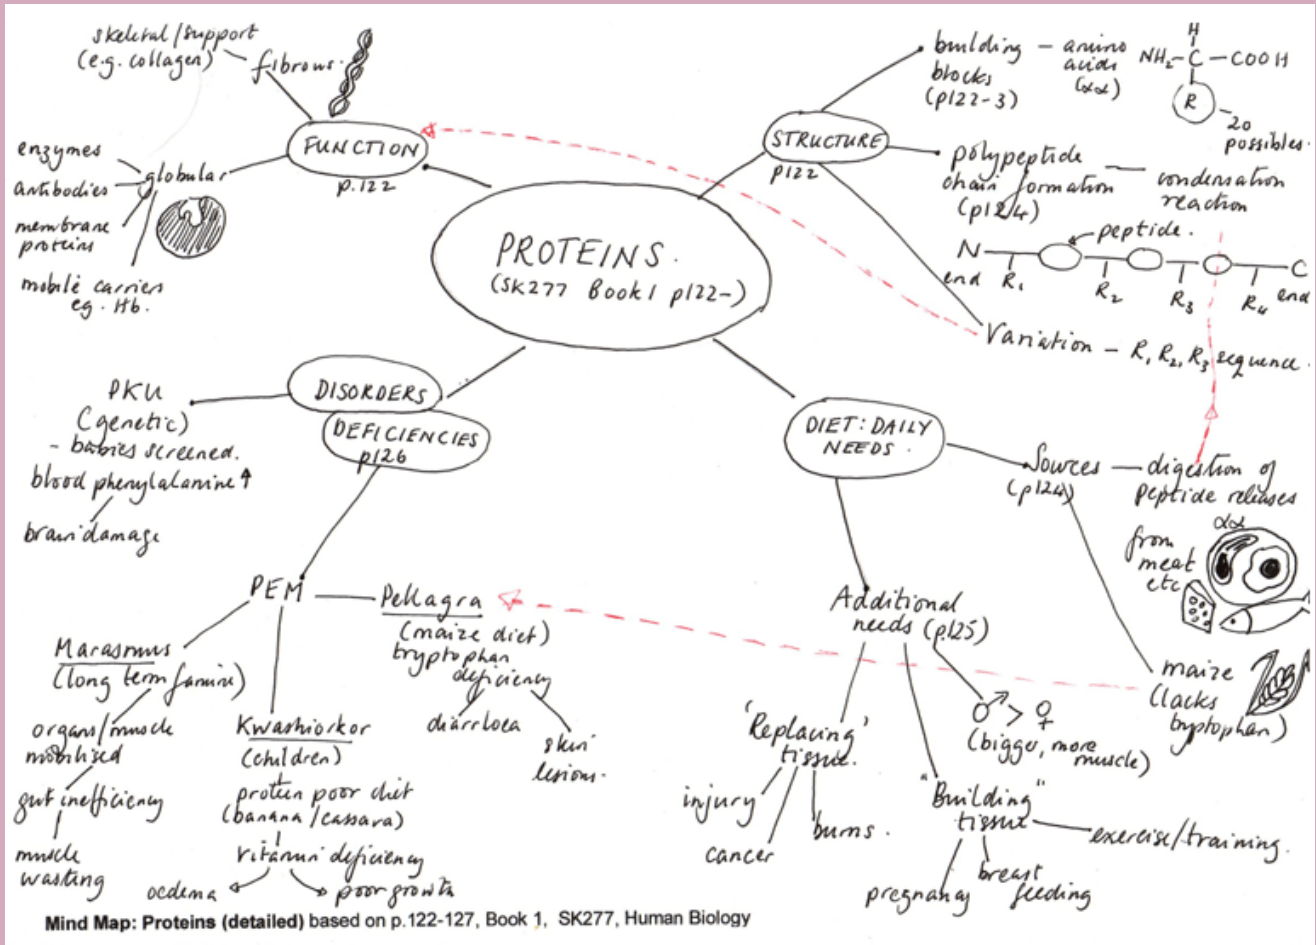 PROTEINS.
(SK277 Book 1 p122-)
FUNCTION
p.122
skeletal/support
(e.g. collagen)
fibrous.
globular
enzymes
antibodies
membrane
proteins
mobile carriers
eg. Hb.
STRUCTURE
p122
building
blocks
(p122-3)
amino
acids
(αα)
H
NH₂-C-COOH
R
20
possibles.
polypeptide
chain formation
(p124)
condensation
reaction
peptide.
N
end
R₁
R₂
R₃
R₄
C
end
Variation - R₁ R₂ R₃ sequence.
DISORDERS
DEFICIENCIES
p126
PKU
(genetic)
- babies screened.
blood phenylalanine ↑
brain damage
PEM
Marasmus
(long term famine)
organs/muscle
mobilised
gut inefficiency
muscle
wasting
Kwashiorkor
(children)
protein poor diet
(banana/cassava)
vitamin deficiency
oedema
poor growth
Pellagra
(maize diet)
tryptophan
deficiency
diarrhoea
skin
lesions.
DIET: DAILY
NEEDS.
Sources
(p124)
digestion of
peptide releases
αα
from
meat
etc
maize
(lacks
tryptophan)
Additional
needs (p125)
'Replacing'
tissue.
injury
cancer
burns.
♂ > ♀
(bigger, more
muscle)
"Building"
tissue
pregnancy
breast
feeding
exercise/training.
Mind Map: Proteins (detailed) based on p.122-127, Book 1, SK277, Human Biology